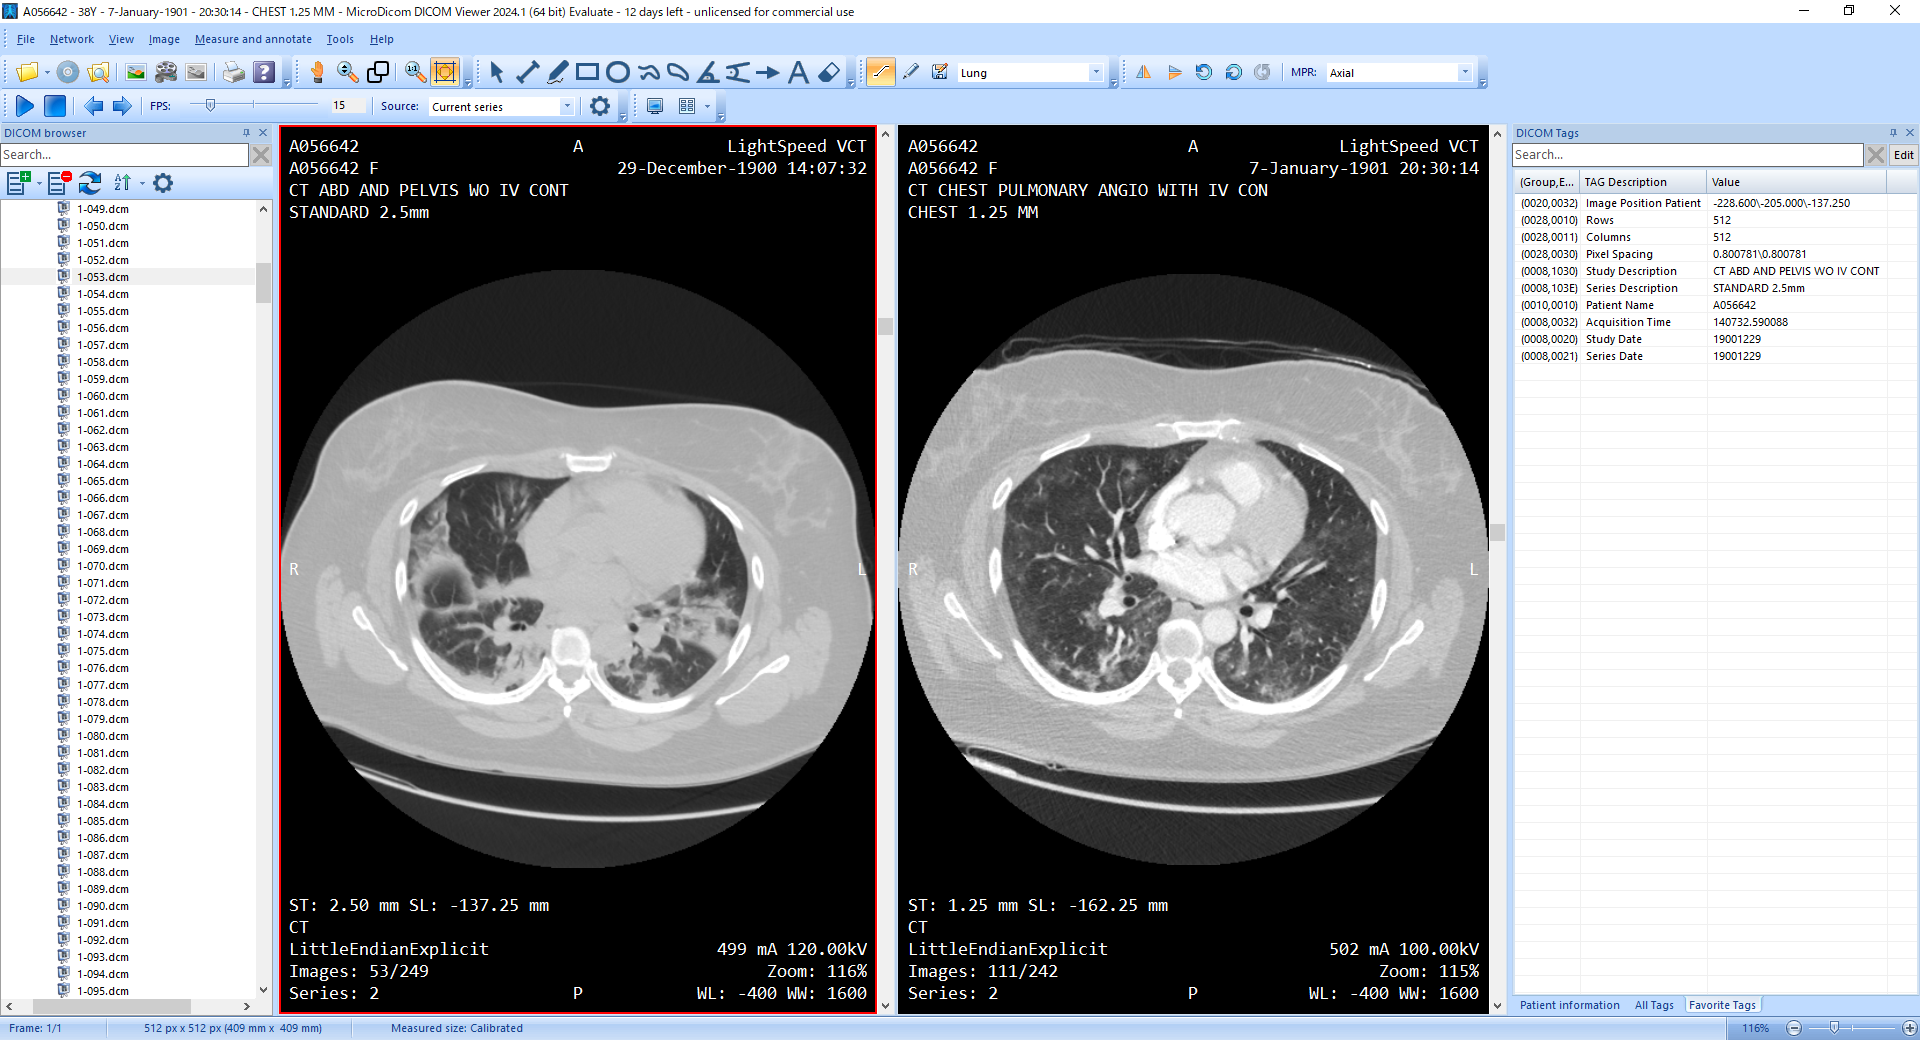 A056642 - 38Y - 7-January-1901 - 20:30:14 - CHEST 1.25 MM - MicroDicom DICOM Viewer 2024.1 (64 bit) Evaluate - 12 days left - unlicensed for commercial use
File Network View Image Measure and annotate Tools Help
1:1 Lung MPR: Axial
FPS: 15 Source: Current series
DICOM browser
Search...
1-049.dcm
1-050.dcm
1-051.dcm
1-052.dcm
1-053.dcm
1-054.dcm
1-055.dcm
1-056.dcm
1-057.dcm
1-058.dcm
1-059.dcm
1-060.dcm
1-061.dcm
1-062.dcm
1-063.dcm
1-064.dcm
1-065.dcm
1-066.dcm
1-067.dcm
1-068.dcm
1-069.dcm
1-070.dcm
1-071.dcm
1-072.dcm
1-073.dcm
1-074.dcm
1-075.dcm
1-076.dcm
1-077.dcm
1-078.dcm
1-079.dcm
1-080.dcm
1-081.dcm
1-082.dcm
1-083.dcm
1-084.dcm
1-085.dcm
1-086.dcm
1-087.dcm
1-088.dcm
1-089.dcm
1-090.dcm
1-091.dcm
1-092.dcm
1-093.dcm
1-094.dcm
1-095.dcm
A056642 A LightSpeed VCT
A056642 F 29-December-1900 14:07:32
CT ABD AND PELVIS WO IV CONT
STANDARD 2.5mm
R L
ST: 2.50 mm SL: -137.25 mm
CT
LittleEndianExplicit 499 mA 120.00kV
Images: 53/249 Zoom: 116%
Series: 2 P WL: -400 WW: 1600
A056642 A LightSpeed VCT
A056642 F 7-January-1901 20:30:14
CT CHEST PULMONARY ANGIO WITH IV CON
CHEST 1.25 MM
R L
ST: 1.25 mm SL: -162.25 mm
CT
LittleEndianExplicit 502 mA 100.00kV
Images: 111/242 Zoom: 115%
Series: 2 P WL: -400 WW: 1600
DICOM Tags
Search... Edit
(Group,E... TAG Description Value
(0020,0032) Image Position Patient -228.600\-205.000\-137.250
(0028,0010) Rows 512
(0028,0011) Columns 512
(0028,0030) Pixel Spacing 0.800781\0.800781
(0008,1030) Study Description CT ABD AND PELVIS WO IV CONT
(0008,103E) Series Description STANDARD 2.5mm
(0010,0010) Patient Name A056642
(0008,0032) Acquisition Time 140732.590088
(0008,0020) Study Date 19001229
(0008,0021) Series Date 19001229
Patient information All Tags Favorite Tags
Frame: 1/1 512 px x 512 px (409 mm x 409 mm) Measured size: Calibrated 116%